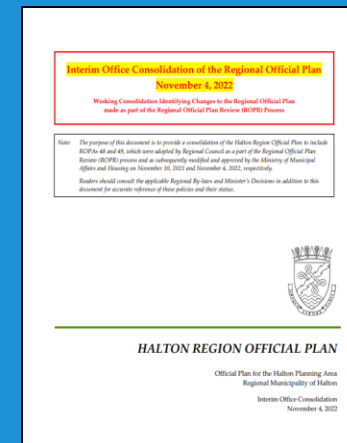 Interim Office Consolidation of the Regional Official Plan
November 4, 2022
Working Consolidation Identifying Changes to the Regional Official Plan
made as part of the Regional Official Plan Review (ROPR) Process
Note: The purpose of this document is to provide a consolidation of the Halton Region Official Plan to include
ROPAs 48 and 49, which were adopted by Regional Council as a part of the Regional Official Plan
Review (ROPR) process and as subsequently modified and approved by the Ministry of Municipal
Affairs and Housing on November 10, 2021 and November 4, 2022, respectively.
Readers should consult the applicable Regional By-laws and Minister's Decisions in addition to this
document for accurate reference of these policies and their status.
HALTON REGION OFFICIAL PLAN
Official Plan for the Halton Planning Area
Regional Municipality of Halton
Interim Office Consolidation
November 4, 2022